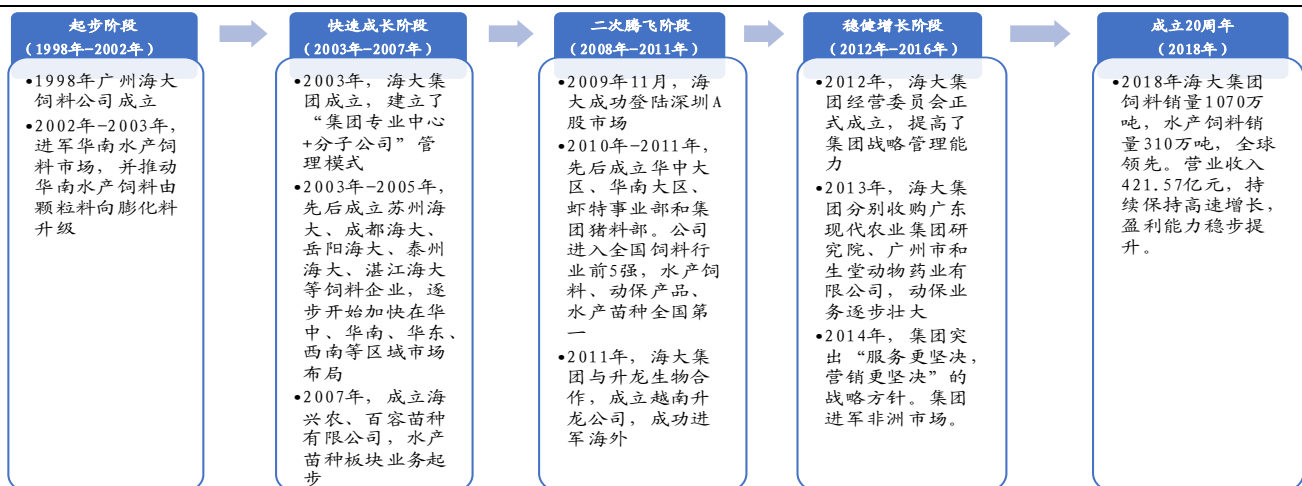 起步阶段
（1998年-2002年）
•1998年广州海大
饲料公司成立
•2002年-2003年，
进军华南水产饲
料市场，并推动
华南水产饲料由
颗粒料向膨化料
升级
快速成长阶段
（2003年-2007年）
•2003年，海大集
团成立，建立了
“集团专业中心
+分子公司”管
理模式
•2003年-2005年，
先后成立苏州海
大、成都海大、
岳阳海大、泰州
海大、湛江海大
等饲料企业，逐
步开始加快在华
中、华南、华东、
西南等区域市场
布局
•2007年，成立海
兴农、百容苗种
有限公司，水产
苗种板块业务起
步
二次腾飞阶段
（2008年-2011年）
•2009年11月，海
大成功登陆深圳A
股市场
•2010年-2011年，
先后成立华中大
区、华南大区、
虾特事业部和集
团猪料部。公司
进入全国饲料行
业前5强，水产饲
料、动保产品、
水产苗种全国第
一
•2011年，海大集
团与升龙生物合
作，成立越南升
龙公司，成功进
军海外
稳健增长阶段
（2012年-2016年）
•2012年，海大集
团经营委员会正
式成立，提高了
集团战略管理能
力
•2013年，海大集
团分别收购广东
现代农业集团研
究院、广州市和
生堂动物药业有
限公司，动保业
务逐步壮大
•2014年，集团突
出“服务更坚决，
营销更坚决”的
战略方针。集团
进军非洲市场。
成立20周年
（2018年）
•2018年海大集团
饲料销量1070万
吨，水产饲料销
量310万吨，全球
领先。营业收入
421.57亿元，持
续保持高速增长，
盈利能力稳步提
升。